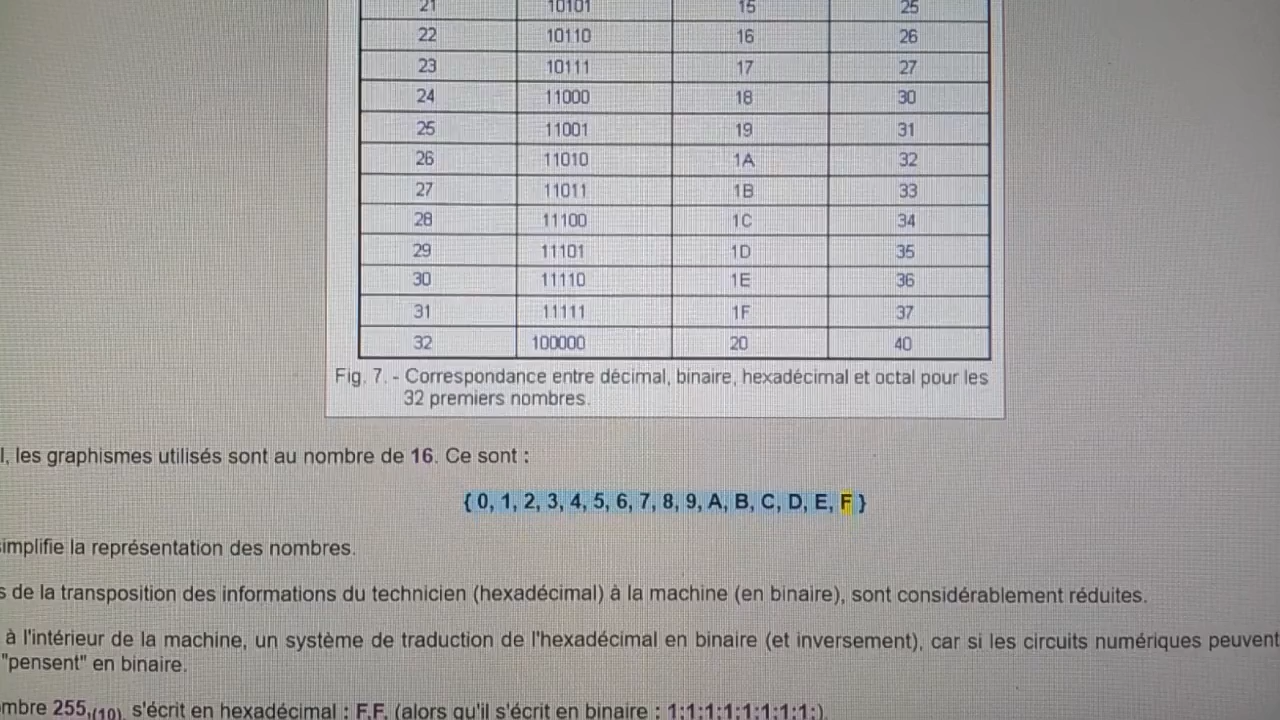 21 10101 15 25
22 10110 16 26
23 10111 17 27
24 11000 18 30
25 11001 19 31
26 11010 1A 32
27 11011 1B 33
28 11100 1C 34
29 11101 1D 35
30 11110 1E 36
31 11111 1F 37
32 100000 20 40
Fig. 7. - Correspondance entre décimal, binaire, hexadécimal et octal pour les
32 premiers nombres.
l, les graphismes utilisés sont au nombre de 16. Ce sont :
{ 0, 1, 2, 3, 4, 5, 6, 7, 8, 9, A, B, C, D, E, F }
simplifie la représentation des nombres.
s de la transposition des informations du technicien (hexadécimal) à la machine (en binaire), sont considérablement réduites.
à l'intérieur de la machine, un système de traduction de l'hexadécimal en binaire (et inversement), car si les circuits numériques peuvent
"pensent" en binaire.
mbre 255,(10) s'écrit en hexadécimal : F.F. (alors qu'il s'écrit en binaire : 1;1;1;1;1;1;1;1;)